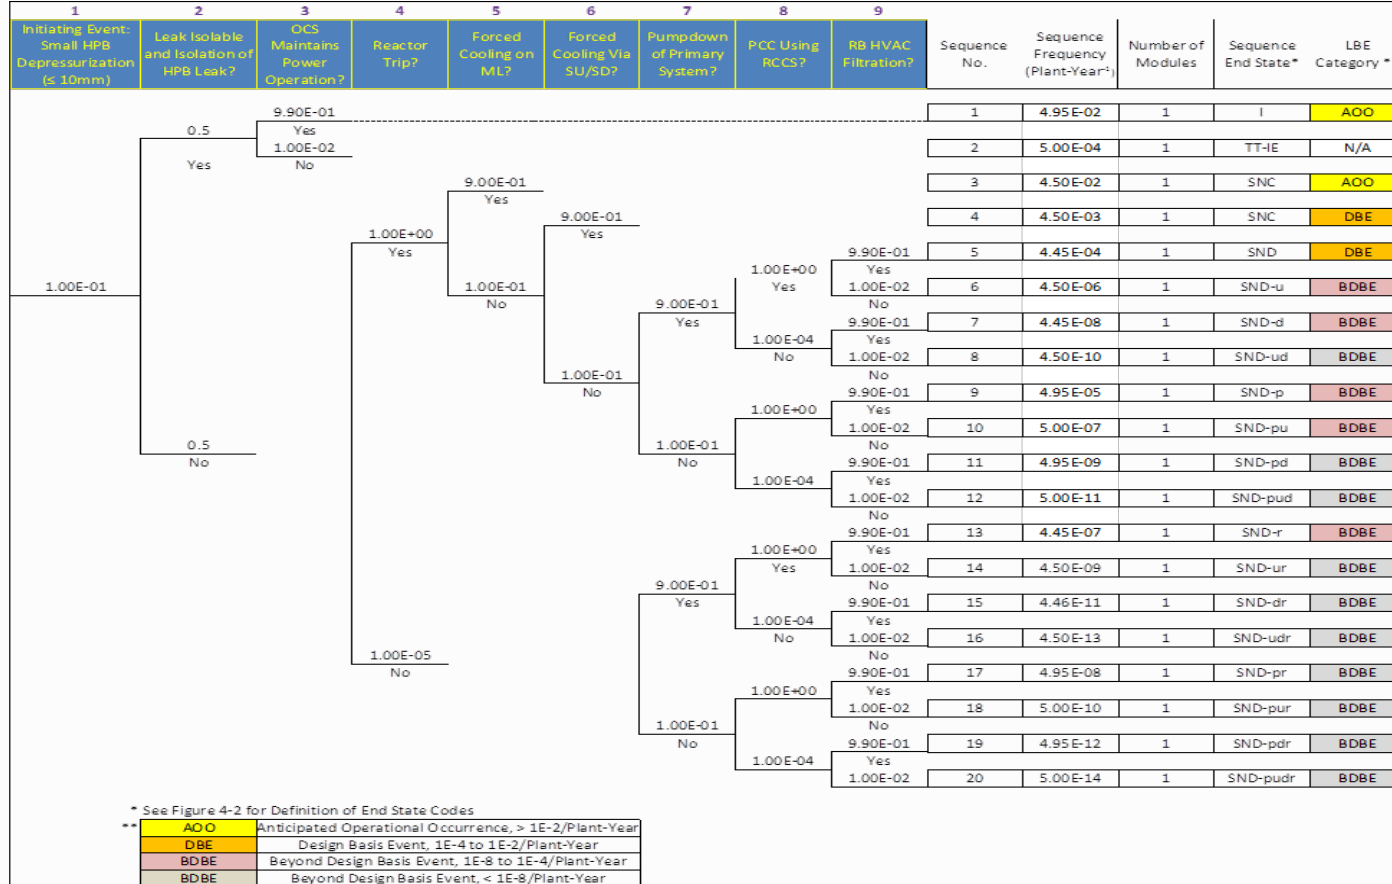 1 2 3 4 5 6 7 8 9
Initiating Event: Small HPB Depressurization (≤ 10mm)
Leak Isolable and Isolation of HPB Leak?
OCS Maintains Power Operation?
Reactor Trip?
Forced Cooling on ML?
Forced Cooling Via SU/SD?
Pumpdown of Primary System?
PCC Using RCCS?
RB HVAC Filtration?
Sequence No.
Sequence Frequency (Plant-Year⁻¹)
Number of Modules
Sequence End State*
LBE Category *
9.90E-01 1 4.95E-02 1 I AOO
0.5 Yes
1.00E-02 2 5.00E-04 1 TT-IE N/A
Yes No
9.00E-01 3 4.50E-02 1 SNC AOO
Yes
9.00E-01 4 4.50E-03 1 SNC DBE
1.00E+00 Yes
Yes 9.90E-01 5 4.45E-04 1 SND DBE
1.00E+00 Yes
1.00E-01 1.00E-01 Yes 1.00E-02 6 4.50E-06 1 SND-u BDBE
No 9.00E-01 No
Yes 9.90E-01 7 4.45E-08 1 SND-d BDBE
1.00E-04 Yes
No 1.00E-02 8 4.50E-10 1 SND-ud BDBE
1.00E-01 No
No 9.90E-01 9 4.95E-05 1 SND-p BDBE
1.00E+00 Yes
1.00E-02 10 5.00E-07 1 SND-pu BDBE
0.5 1.00E-01 No
No No 9.90E-01 11 4.95E-09 1 SND-pd BDBE
1.00E-04 Yes
1.00E-02 12 5.00E-11 1 SND-pud BDBE
No
9.90E-01 13 4.45E-07 1 SND-r BDBE
1.00E+00 Yes
Yes 1.00E-02 14 4.50E-09 1 SND-ur BDBE
9.00E-01 No
Yes 9.90E-01 15 4.46E-11 1 SND-dr BDBE
1.00E-04 Yes
No 1.00E-02 16 4.50E-13 1 SND-udr BDBE
1.00E-05 No
No 9.90E-01 17 4.95E-08 1 SND-pr BDBE
1.00E+00 Yes
1.00E-02 18 5.00E-10 1 SND-pur BDBE
1.00E-01 No
No 9.90E-01 19 4.95E-12 1 SND-pdr BDBE
1.00E-04 Yes
1.00E-02 20 5.00E-14 1 SND-pudr BDBE
* See Figure 4-2 for Definition of End State Codes
** AOO Anticipated Operational Occurrence, > 1E-2/Plant-Year
DBE Design Basis Event, 1E-4 to 1E-2/Plant-Year
BDBE Beyond Design Basis Event, 1E-8 to 1E-4/Plant-Year
BDBE Beyond Design Basis Event, < 1E-8/Plant-Year